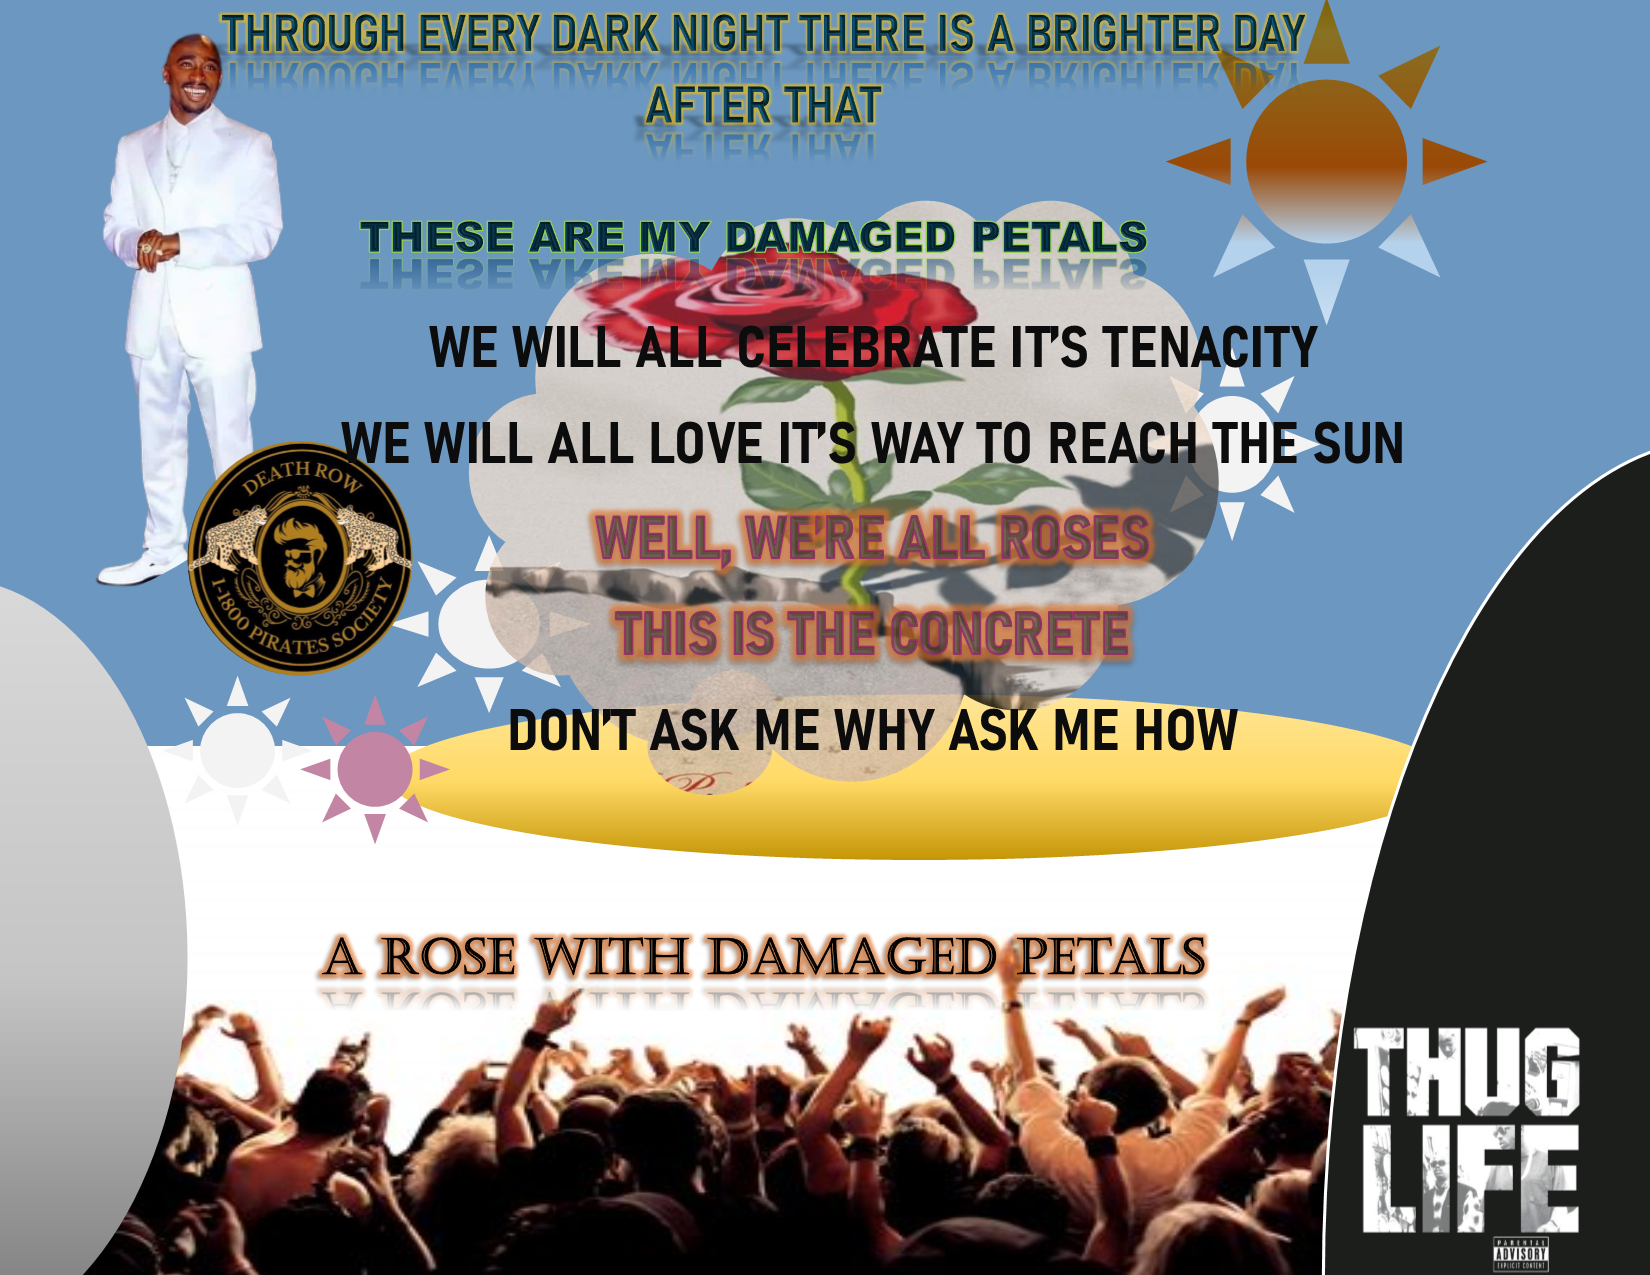 THROUGH EVERY DARK NIGHT THERE IS A BRIGHTER DAY
AFTER THAT
THESE ARE MY DAMAGED PETALS
WE WILL ALL CELEBRATE IT'S TENACITY
WE WILL ALL LOVE IT'S WAY TO REACH THE SUN
DEATH ROW
1-1800 PIRATES SOCIETY
WELL, WE'RE ALL ROSES
THIS IS THE CONCRETE
DON'T ASK ME WHY ASK ME HOW
A ROSE WITH DAMAGED PETALS
THUG
LIFE
PARENTAL
ADVISORY
EXPLICIT CONTENT